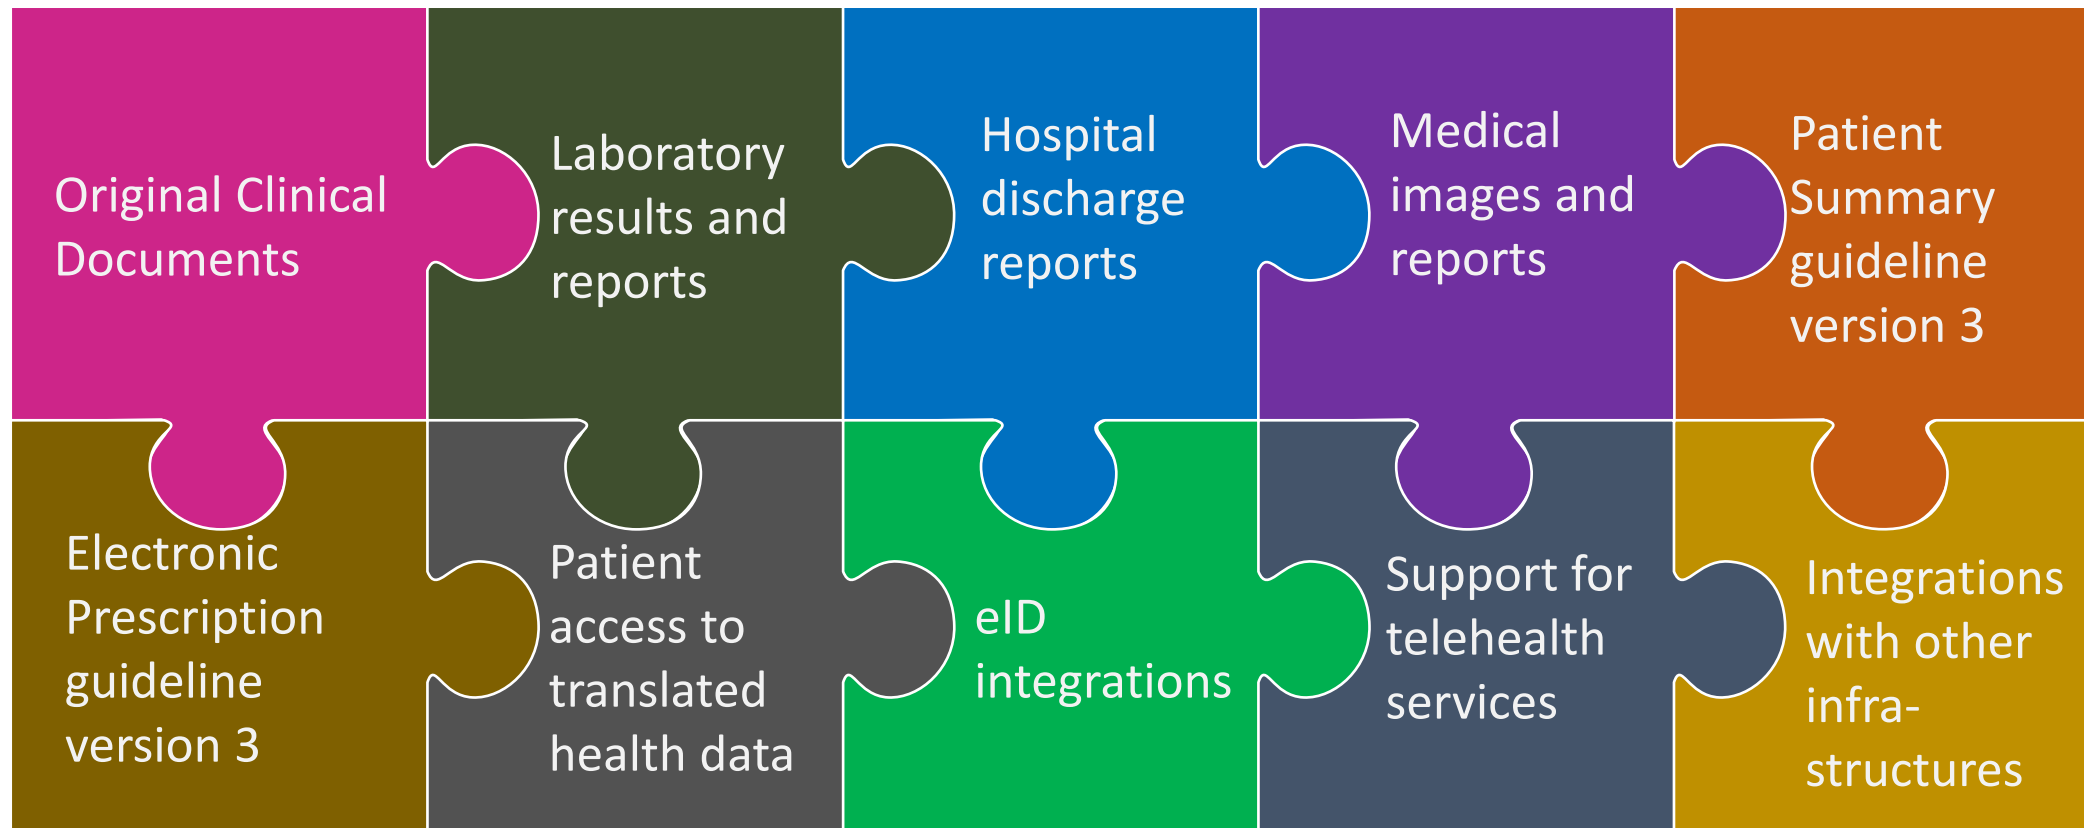 Original Clinical
Documents
Laboratory
results and
reports
Hospital
discharge
reports
Medical
images and
reports
Patient
Summary
guideline
version 3
Electronic
Prescription
guideline
version 3
Patient
access to
translated
health data
eID
integrations
Support for
telehealth
services
Integrations
with other
infra-
structures